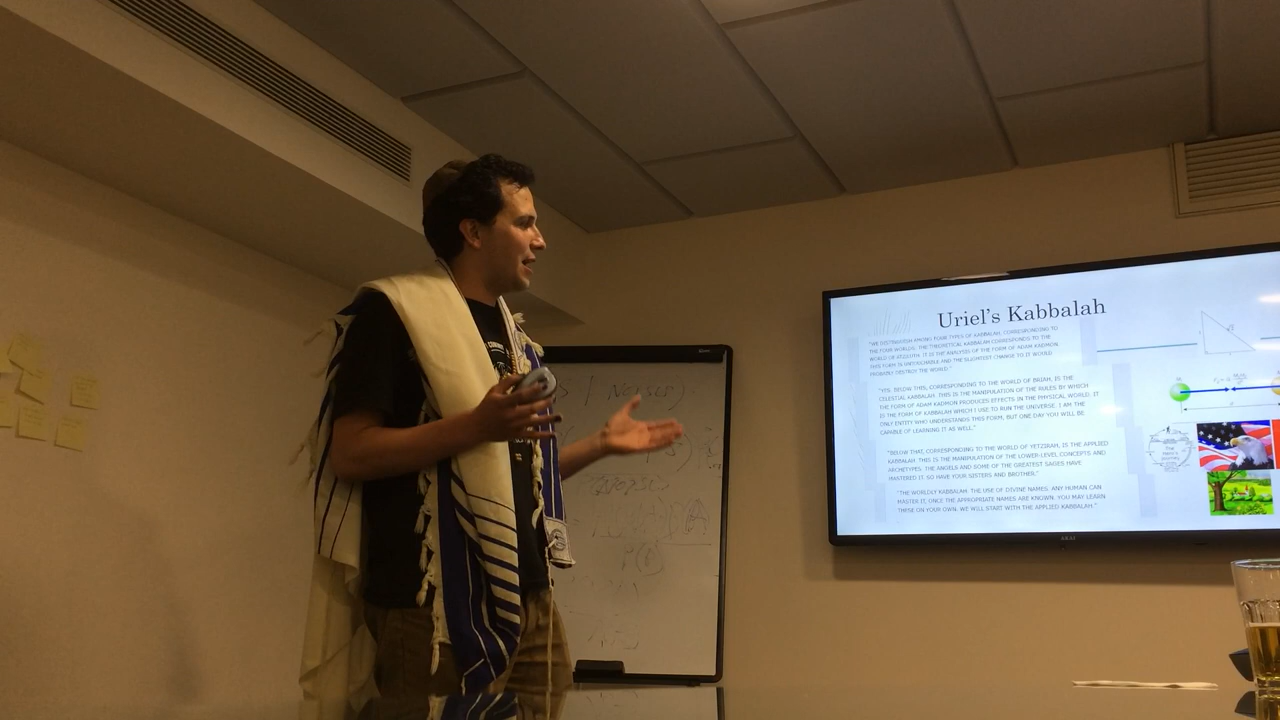 Uriel's Kabbalah
"WE DISTINGUISH AMONG FOUR TYPES OF KABBALAH, CORRESPONDING TO
THE FOUR WORLDS. THE THEORETICAL KABBALAH CORRESPONDS TO THE
WORLD OF ATZILUTH. IT IS THE ANALYSIS OF THE FORM OF ADAM KADMON.
THIS FORM IS UNTOUCHABLE AND THE SLIGHTEST CHANGE TO IT WOULD
PROBABLY DESTROY THE WORLD."
"YES. BELOW THIS, CORRESPONDING TO THE WORLD OF BRIAH, IS THE
CELESTIAL KABBALAH. THIS IS THE MANIPULATION OF THE RULES BY WHICH
THE FORM OF ADAM KADMON PRODUCES EFFECTS IN THE PHYSICAL WORLD. IT
IS THE FORM OF KABBALAH WHICH I USE TO RUN THE UNIVERSE. I AM THE
ONLY ENTITY WHO UNDERSTANDS THIS FORM, BUT ONE DAY YOU WILL BE
CAPABLE OF LEARNING IT AS WELL."
"BELOW THAT, CORRESPONDING TO THE WORLD OF YETZIRAH, IS THE APPLIED
KABBALAH. THIS IS THE MANIPULATION OF THE LOWER-LEVEL CONCEPTS AND
ARCHETYPES. THE ANGELS AND SOME OF THE GREATEST SAGES HAVE
MASTERED IT. SO HAVE YOUR SISTERS AND BROTHER."
"THE WORLDLY KABBALAH. THE USE OF DIVINE NAMES. ANY HUMAN CAN
MASTER IT, ONCE THE APPROPRIATE NAMES ARE KNOWN. YOU MAY LEARN
THESE ON YOUR OWN. WE WILL START WITH THE APPLIED KABBALAH."
The
Hero's
Journey
AKAI